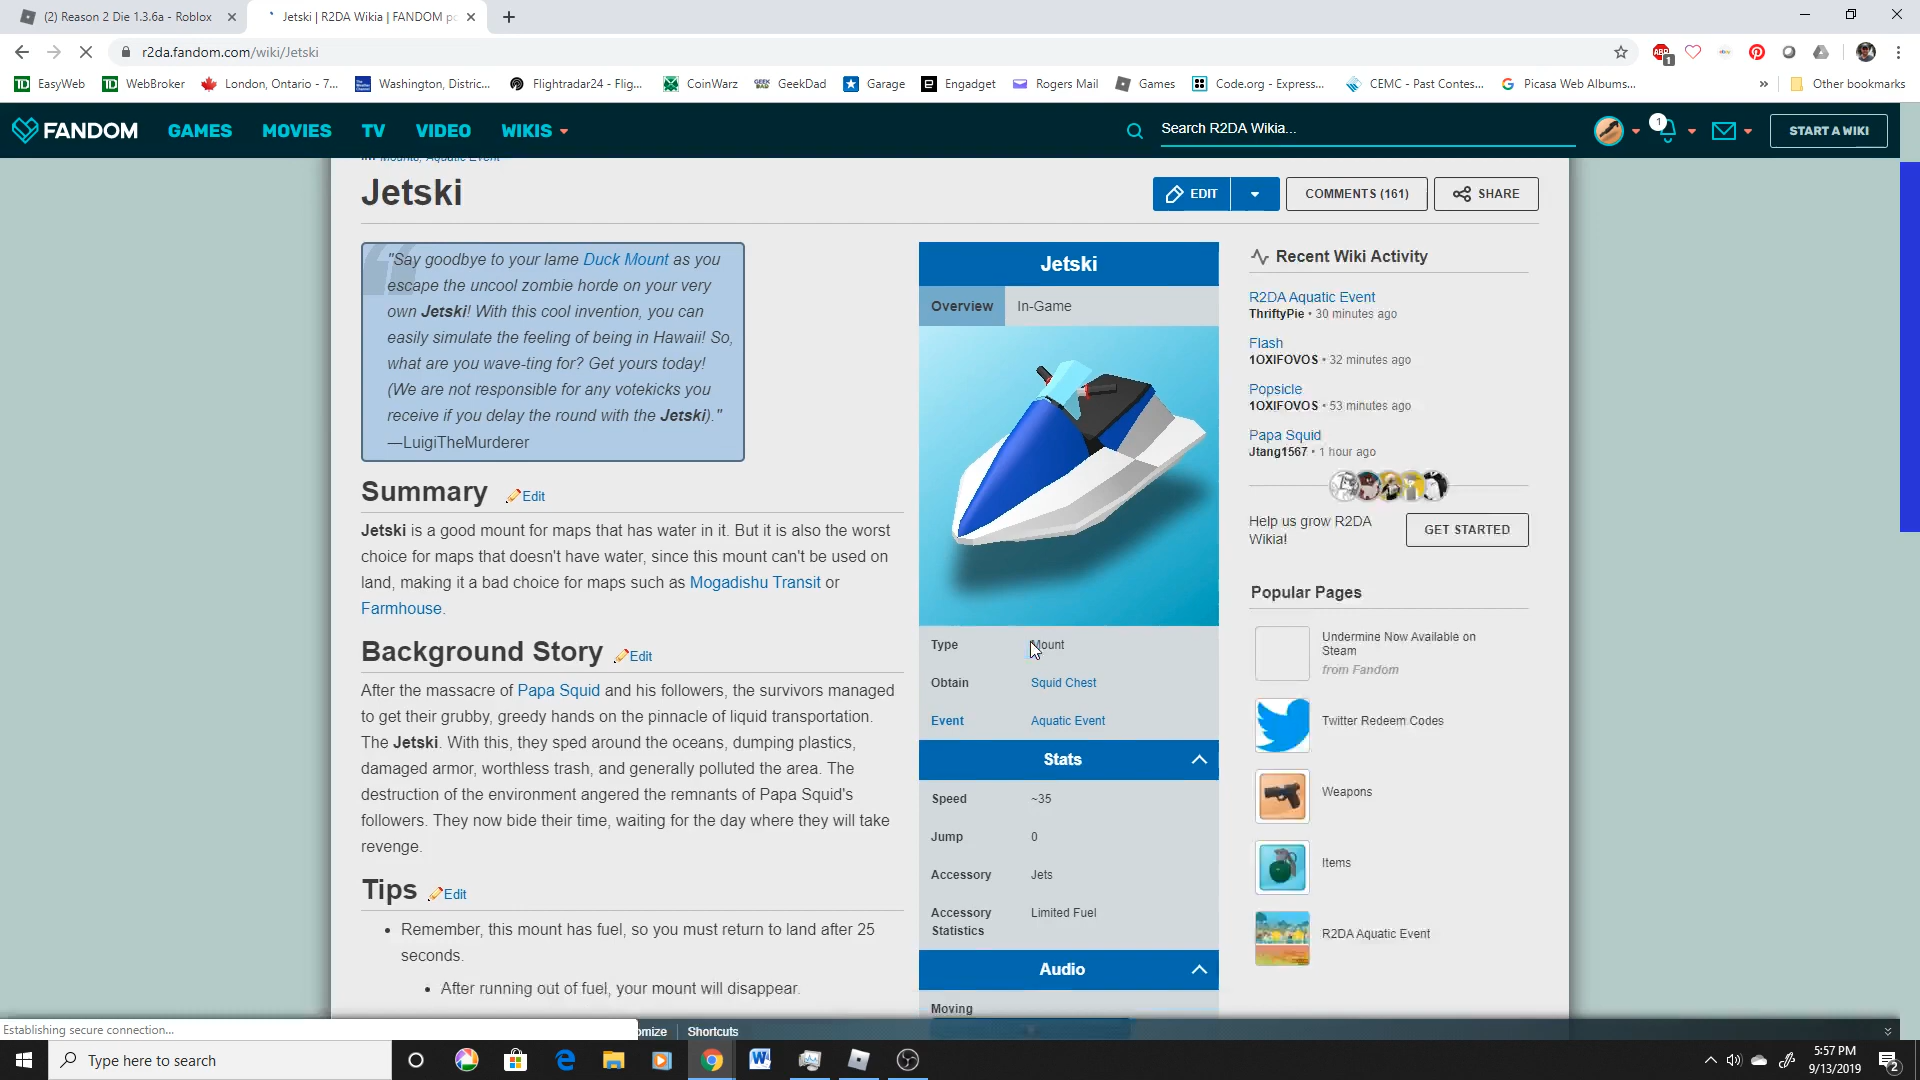 (2) Reason 2 Die 1.3.6a - Roblox
Jetski | R2DA Wikia | FANDOM po
r2da.fandom.com/wiki/Jetski
EasyWeb
WebBroker
London, Ontario - 7...
Washington, Distric...
Flightradar24 - Flig...
CoinWarz
GeekDad
Garage
Engadget
Rogers Mail
Games
Code.org - Express...
CEMC - Past Contes...
Picasa Web Albums...
»
Other bookmarks
FANDOM
GAMES
MOVIES
TV
VIDEO
WIKIS
Search R2DA Wikia...
1
START A WIKI
Mounts, Aquatic Event
Jetski
EDIT
COMMENTS (161)
SHARE
"Say goodbye to your lame Duck Mount as you
escape the uncool zombie horde on your very
own Jetski! With this cool invention, you can
easily simulate the feeling of being in Hawaii! So,
what are you wave-ting for? Get yours today!
(We are not responsible for any votekicks you
receive if you delay the round with the Jetski)."
—LuigiTheMurderer
Summary
Edit
Jetski is a good mount for maps that has water in it. But it is also the worst
choice for maps that doesn't have water, since this mount can't be used on
land, making it a bad choice for maps such as Mogadishu Transit or
Farmhouse.
Background Story
Edit
After the massacre of Papa Squid and his followers, the survivors managed
to get their grubby, greedy hands on the pinnacle of liquid transportation.
The Jetski. With this, they sped around the oceans, dumping plastics,
damaged armor, worthless trash, and generally polluted the area. The
destruction of the environment angered the remnants of Papa Squid's
followers. They now bide their time, waiting for the day where they will take
revenge.
Tips
Edit
• Remember, this mount has fuel, so you must return to land after 25
seconds.
• After running out of fuel, your mount will disappear.
Jetski
Overview
In-Game
Type
Mount
Obtain
Squid Chest
Event
Aquatic Event
Stats
Speed
~35
Jump
0
Accessory
Jets
Accessory
Statistics
Limited Fuel
Audio
Moving
Recent Wiki Activity
R2DA Aquatic Event
ThriftyPie • 30 minutes ago
Flash
1OXIFOVOS • 32 minutes ago
Popsicle
1OXIFOVOS • 53 minutes ago
Papa Squid
Jtang1567 • 1 hour ago
Help us grow R2DA
Wikia!
GET STARTED
Popular Pages
Undermine Now Available on
Steam
from Fandom
Twitter Redeem Codes
Weapons
Items
R2DA Aquatic Event
Establishing secure connection...
omize
Shortcuts
Type here to search
5:57 PM
9/13/2019
2